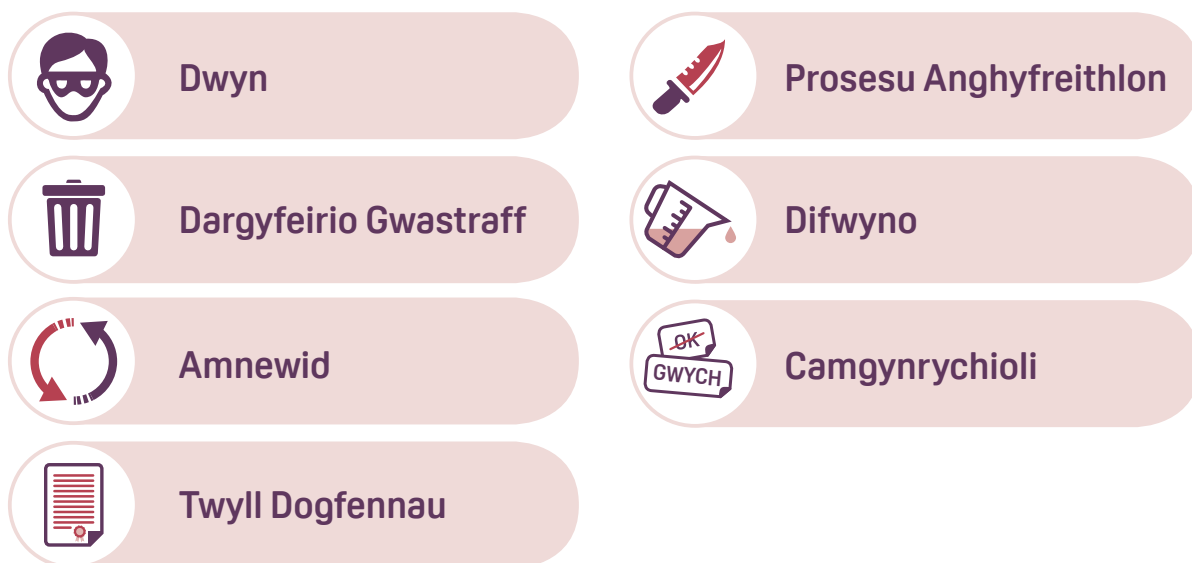 Dwyn
Dargyfeirio Gwastraff
Amnewid
Twyll Dogfennau
Prosesu Anghyfreithlon
Difwyno
OK
GWYCH
Camgynrychioli